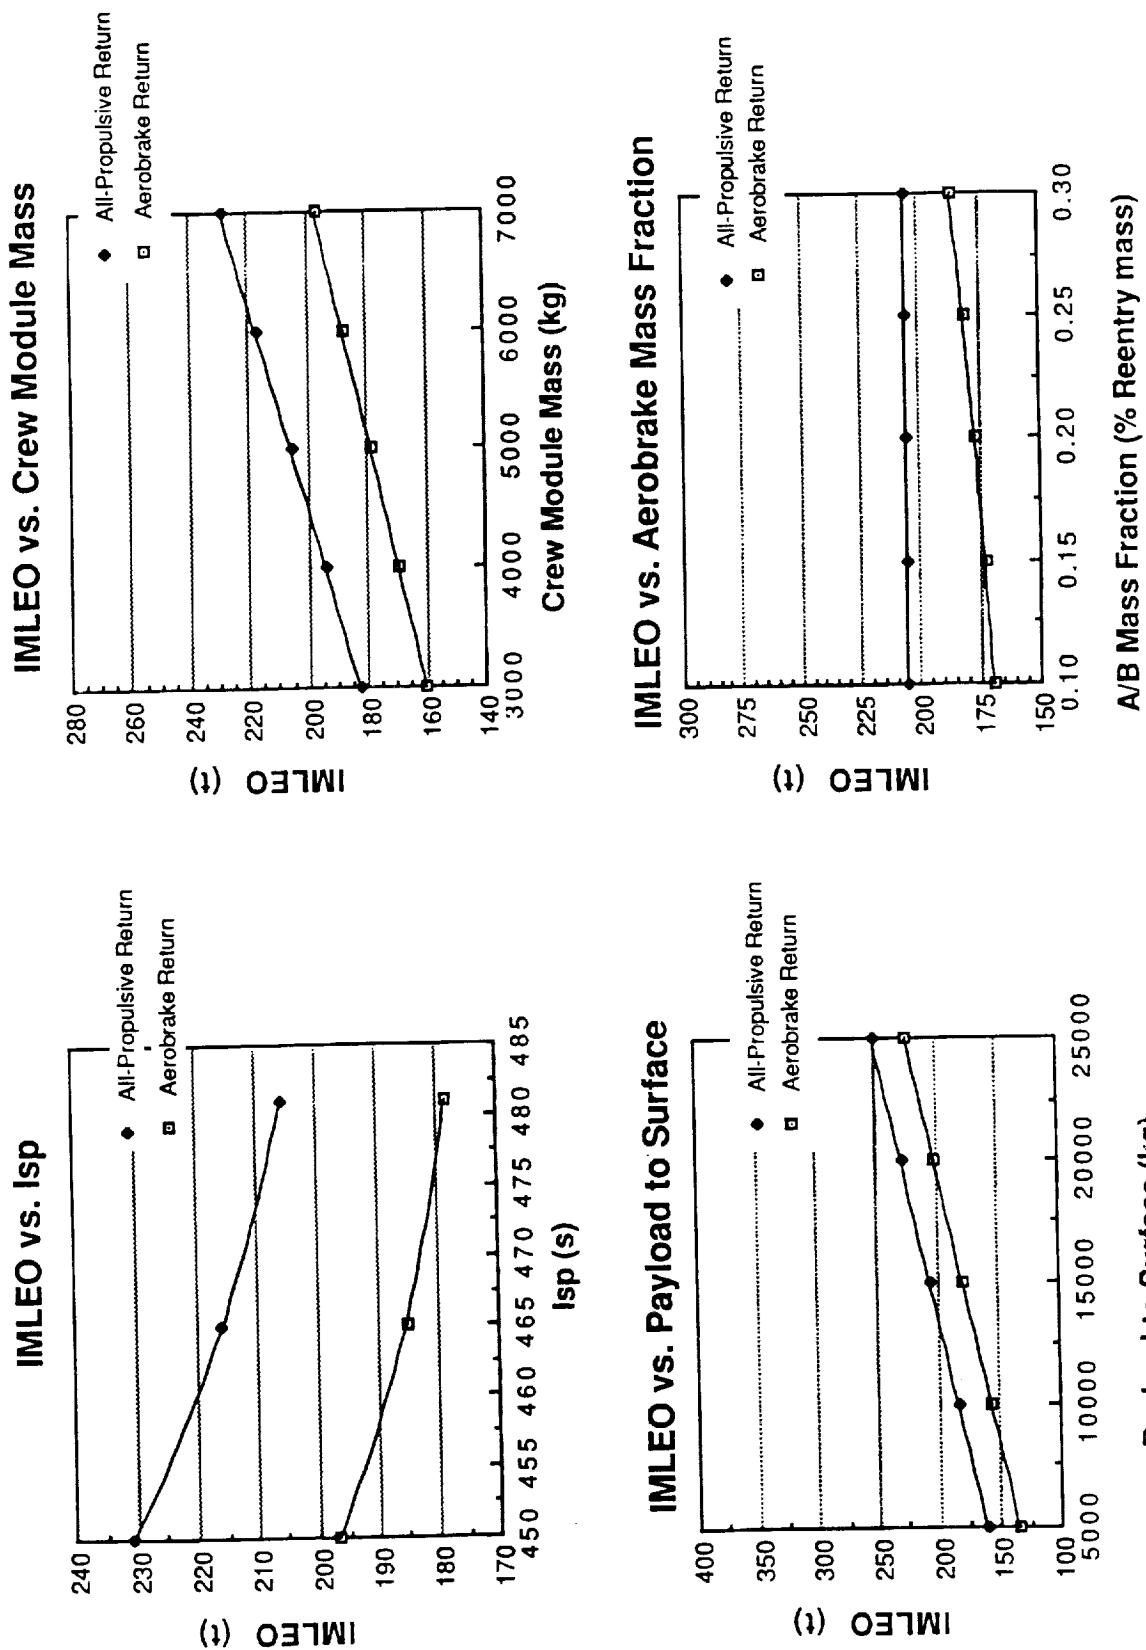 IMLEO vs. Isp
All-Propulsive Return
Aerobrake Return
240
230
220
210
200
190
180
170
IMLEO (t)
450 455 460 465 470 475 480 485
Isp (s)
IMLEO vs. Crew Module Mass
All-Propulsive Return
Aerobrake Return
280
260
240
220
200
180
160
140
IMLEO (t)
3000 4000 5000 6000 7000
Crew Module Mass (kg)
IMLEO vs. Payload to Surface
All-Propulsive Return
Aerobrake Return
400
350
300
250
200
150
100
IMLEO (t)
5000 10000 15000 20000 25000
IMLEO vs. Aerobrake Mass Fraction
All-Propulsive Return
Aerobrake Return
300
275
250
225
200
175
150
IMLEO (t)
0.10 0.15 0.20 0.25 0.30
A/B Mass Fraction (% Reentry mass)